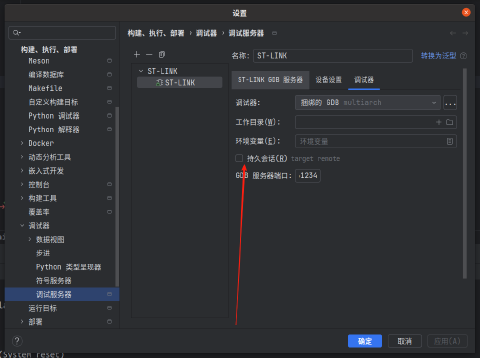 设置
构建、执行、部署
Meson
编译数据库
Makefile
自定义构建目标
Python 调试器
Python 解释器
Docker
动态分析工具
嵌入式开发
控制台
构建工具
覆盖率
调试器
数据视图
步进
Python 类型呈现器
符号服务器
调试服务器
运行目标
部署
构建、执行、部署 › 调试器 › 调试服务器
ST-LINK
ST-LINK
名称: ST-LINK 转换为泛型
ST-LINK GDB 服务器 设备设置 调试器
调试器: 捆绑的 GDB multiarch ...
工作目录(W):
环境变量(E): 环境变量
持久会话(R) target remote
GDB 服务器端口: :1234
? 确定 取消 应用(A)
(System reset)